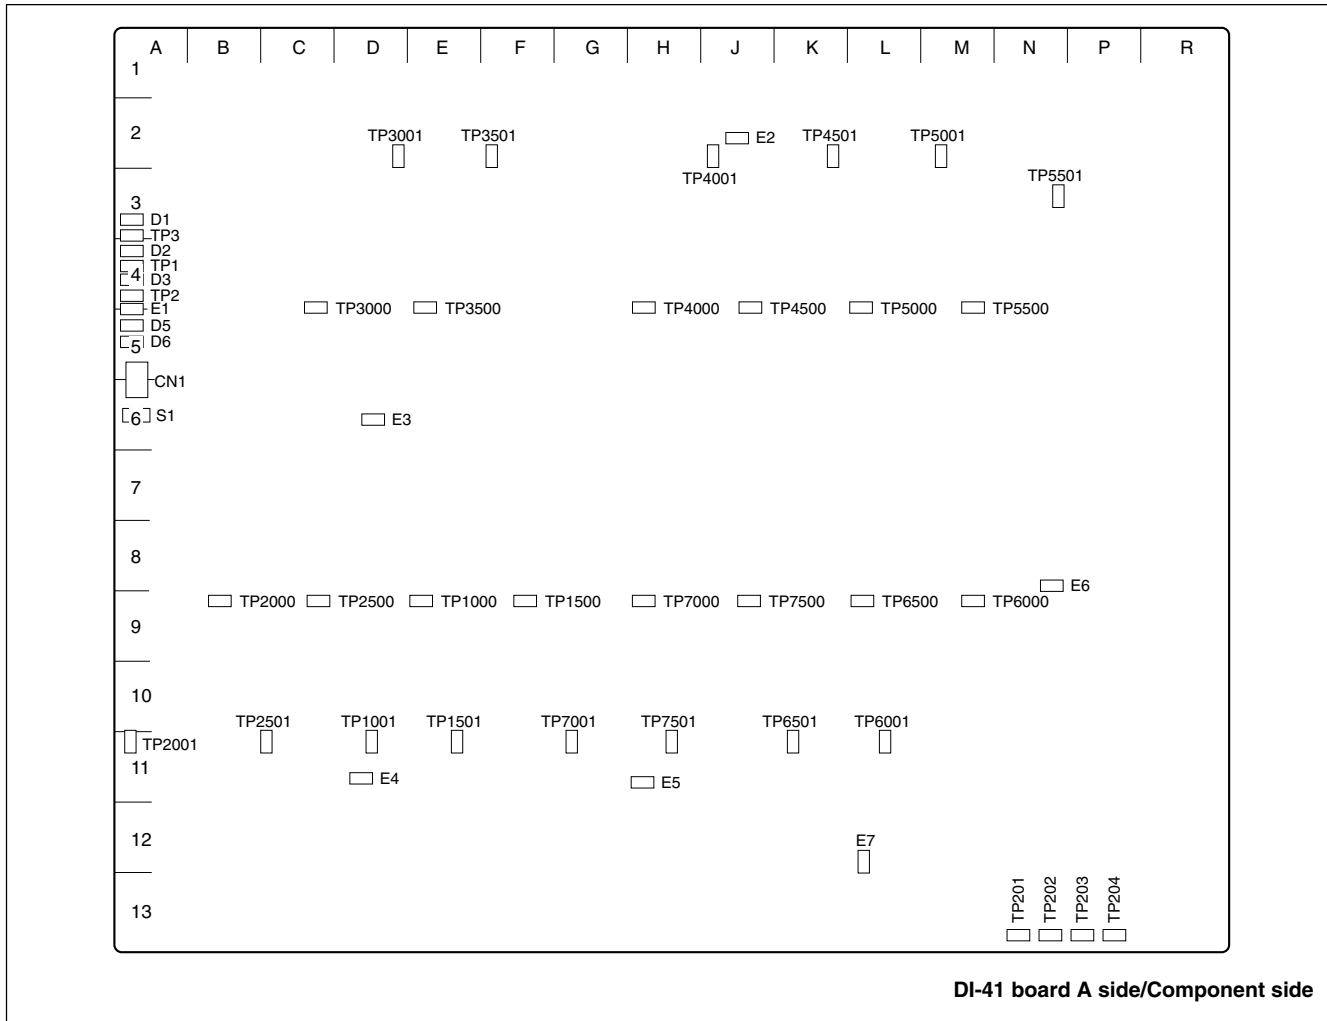 A B C D E F G H J K L M N P R
1
2
TP3001 TP3501 E2 TP4501 TP5001
TP4001 TP5501
3
D1
TP3
D2
TP1
4
D3
TP2
E1 TP3000 TP3500 TP4000 TP4500 TP5000 TP5500
D5
D6
5
CN1
6 S1 E3
7
8
E6
TP2000 TP2500 TP1000 TP1500 TP7000 TP7500 TP6500 TP6000
9
10
TP2501 TP1001 TP1501 TP7001 TP7501 TP6501 TP6001
TP2001
11
E4 E5
12 E7
13 TP201 TP202 TP203 TP204
DI-41 board A side/Component side